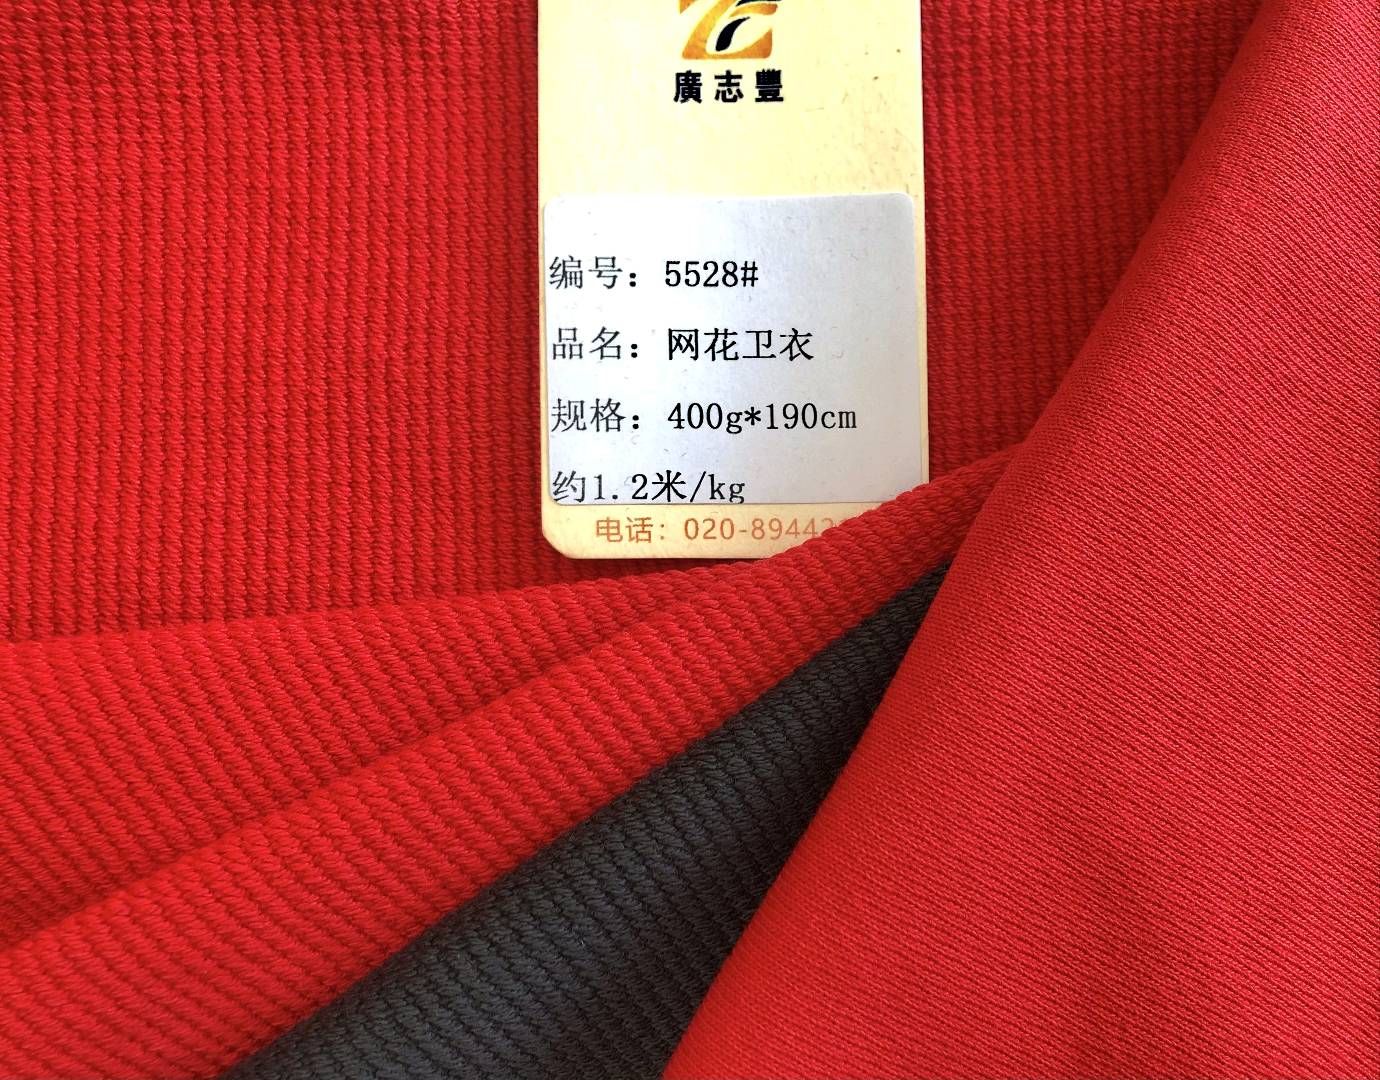 廣志豐
编号：5528#
品名：网花卫衣
规格：400g*190cm
约1.2米/kg
电话：020-8944